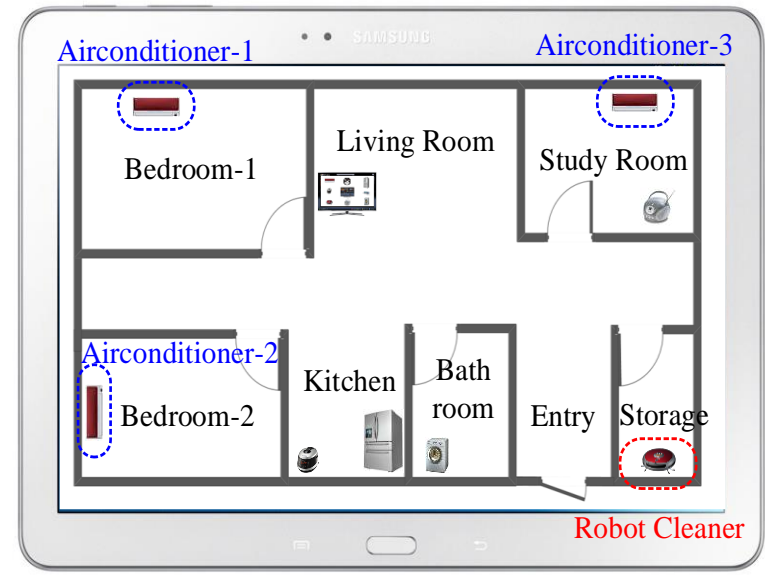 SAMSUNG
Airconditioner-1
Airconditioner-3
Living Room
Bedroom-1
Study Room
Airconditioner-2
Kitchen
Bath
room
Bedroom-2
Entry
Storage
Robot Cleaner